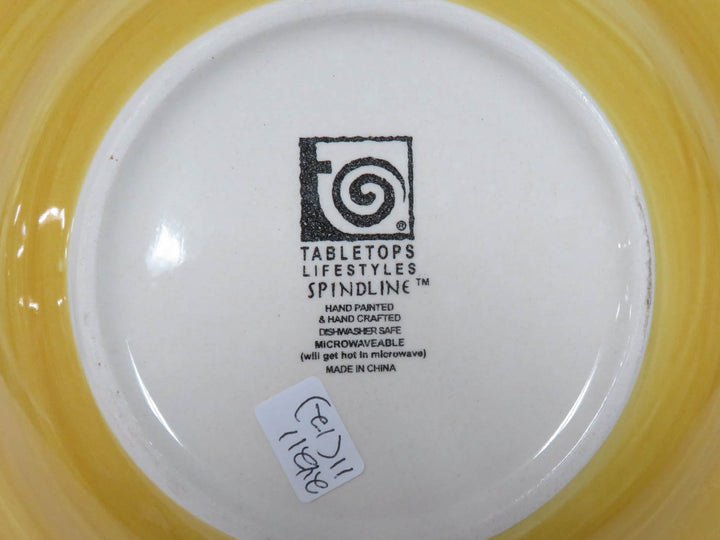 ®
TABLETOPS
LIFESTYLES
SPINDLINE™
HAND PAINTED
& HAND CRAFTED
DISHWASHER SAFE
MICROWAVEABLE
(will get hot in microwave)
MADE IN CHINA